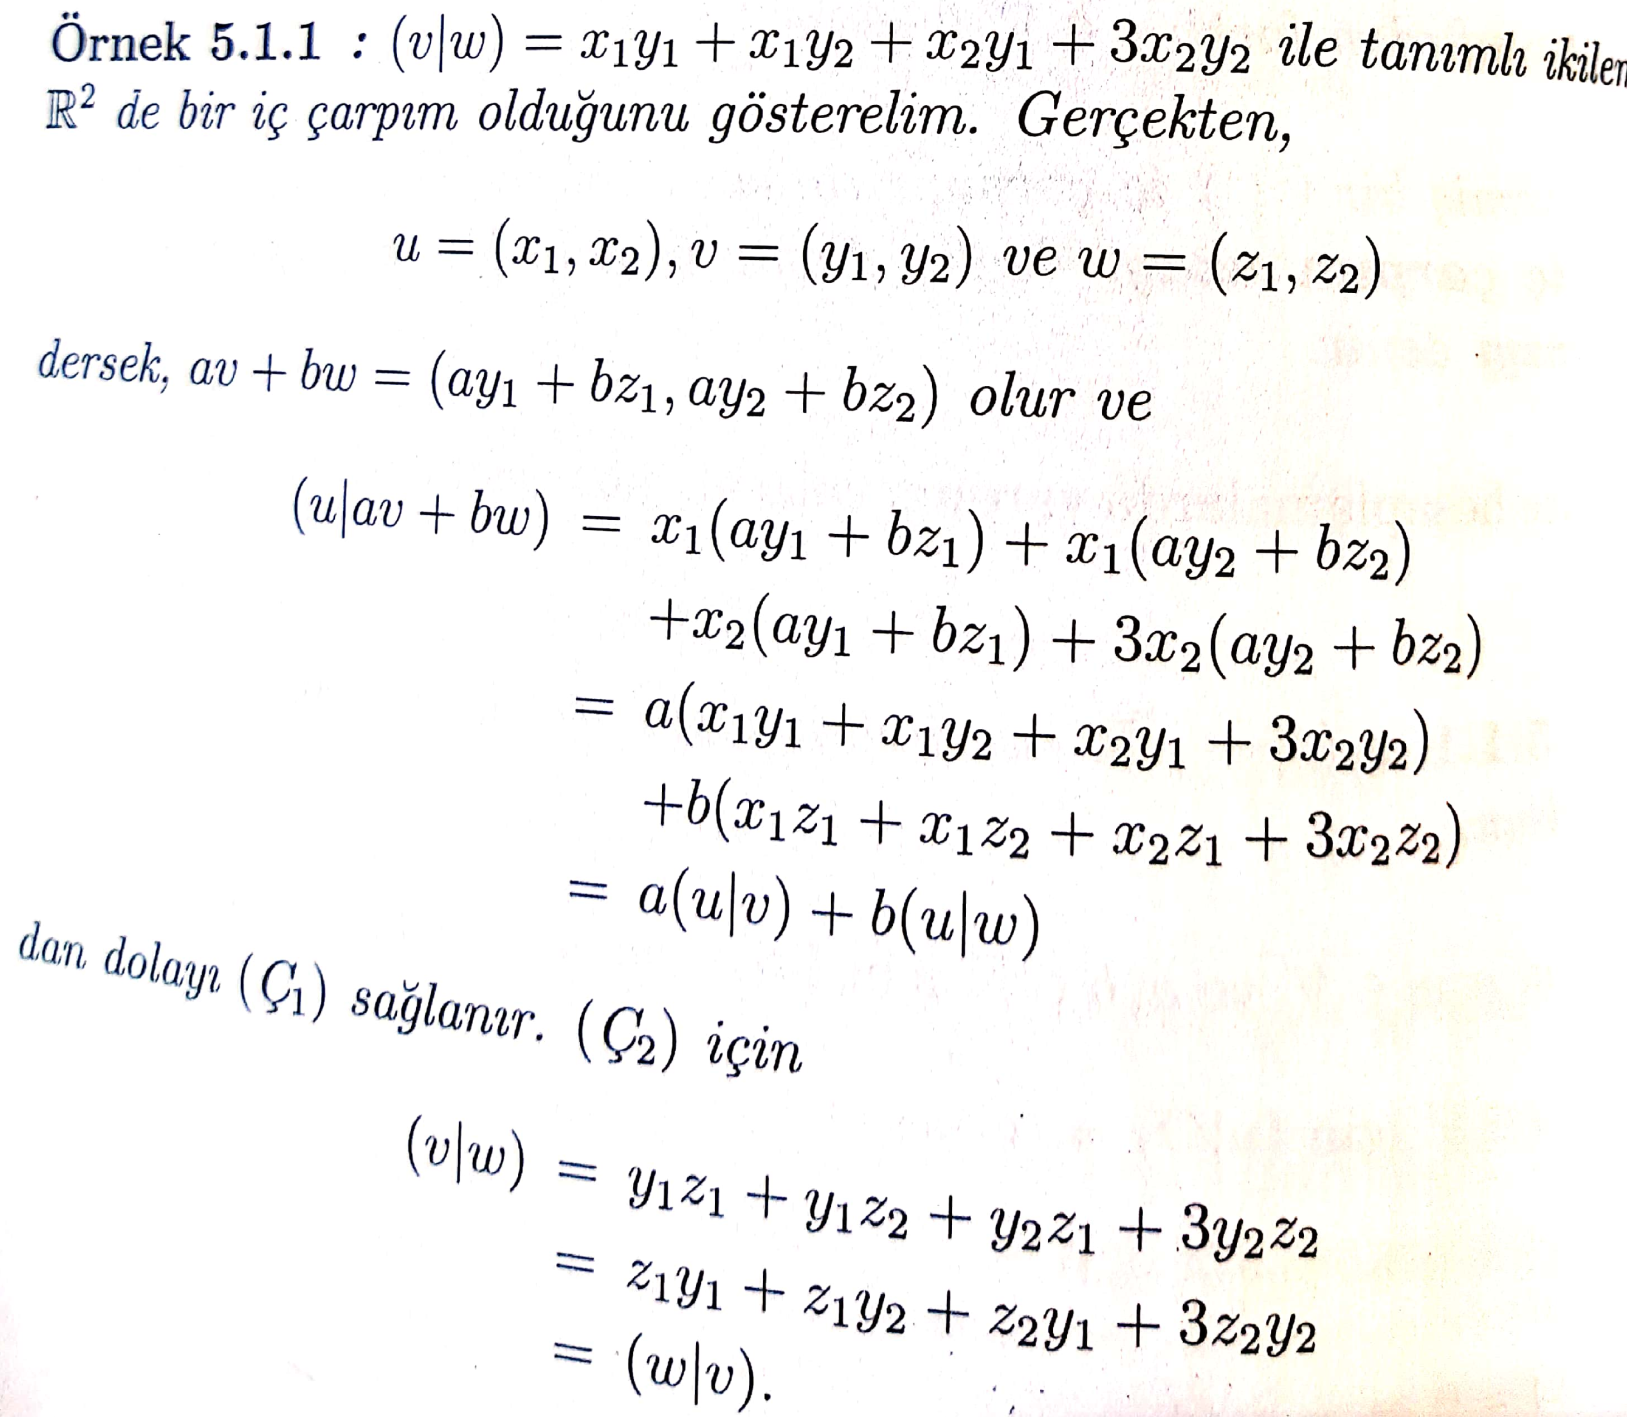 Örnek 5.1.1 : (v|w) = x₁y₁ + x₁y₂ + x₂y₁ + 3x₂y₂ ile tanımlı
ℝ² de bir iç çarpım olduğunu gösterelim. Gerçekten,
u = (x₁, x₂), v = (y₁, y₂) ve w = (z₁, z₂)
dersek, av + bw = (ay₁ + bz₁, ay₂ + bz₂) olur ve
(u|av + bw) = x₁(ay₁ + bz₁) + x₁(ay₂ + bz₂)
+x₂(ay₁ + bz₁) + 3x₂(ay₂ + bz₂)
= a(x₁y₁ + x₁y₂ + x₂y₁ + 3x₂y₂)
+b(x₁z₁ + x₁z₂ + x₂z₁ + 3x₂z₂)
= a(u|v) + b(u|w)
dan dolayı (Ç₁) sağlanır. (Ç₂) için
(v|w) = y₁z₁ + y₁z₂ + y₂z₁ + 3y₂z₂
= z₁y₁ + z₁y₂ + z₂y₁ + 3z₂y₂
= (w|v).